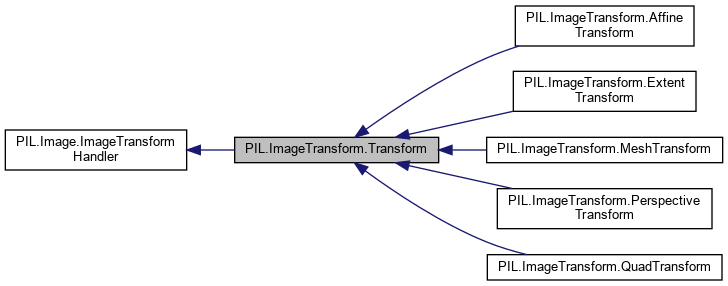 PIL.Image.ImageTransform
Handler
PIL.ImageTransform.Transform
PIL.ImageTransform.Affine
Transform
PIL.ImageTransform.Extent
Transform
PIL.ImageTransform.MeshTransform
PIL.ImageTransform.Perspective
Transform
PIL.ImageTransform.QuadTransform